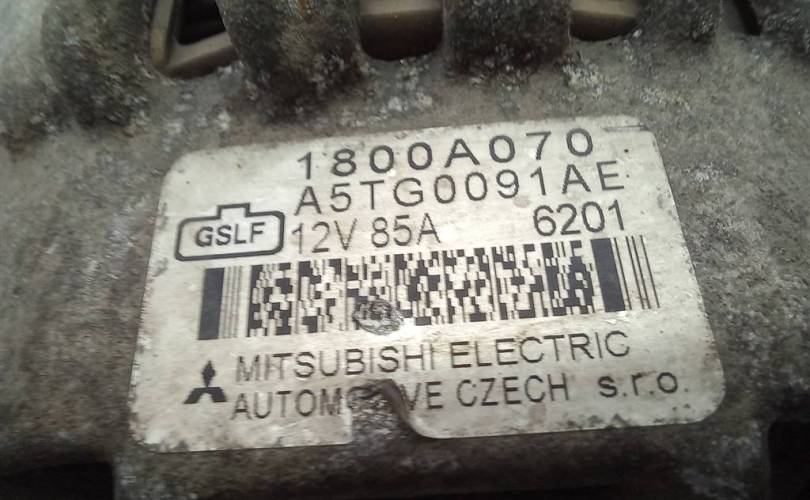 1800A070
A5TG0091AE
GSLF 12V 85A 6201
MITSUBISHI ELECTRIC
CZECH s.r.o.